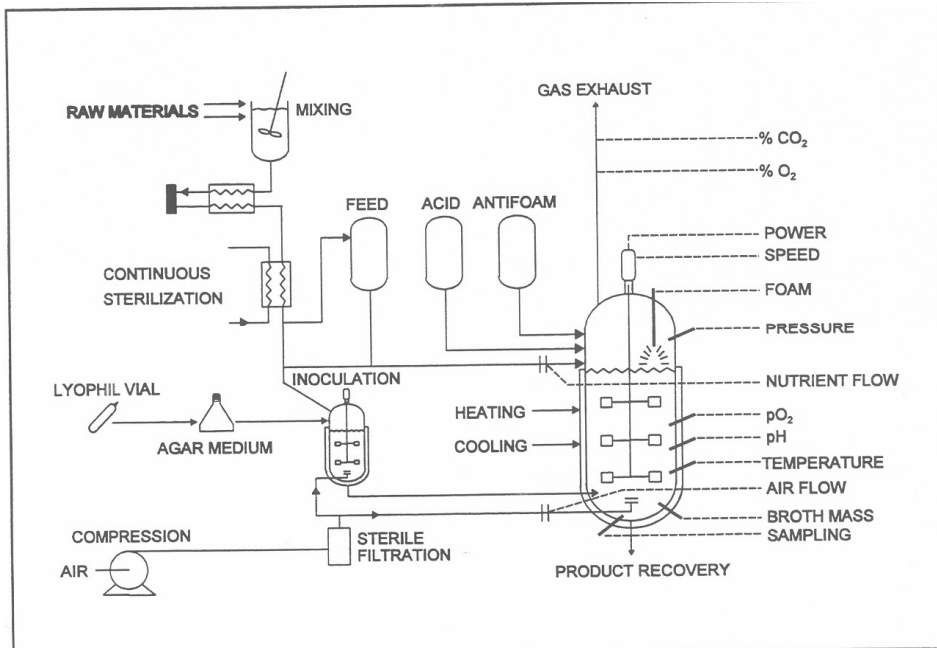 GAS EXHAUST
RAW MATERIALS
MIXING
% CO₂
% O₂
FEED
ACID
ANTIFOAM
POWER
SPEED
CONTINUOUS
STERILIZATION
FOAM
PRESSURE
INOCULATION
NUTRIENT FLOW
LYOPHIL VIAL
HEATING
pO₂
AGAR MEDIUM
COOLING
pH
TEMPERATURE
AIR FLOW
BROTH MASS
SAMPLING
COMPRESSION
STERILE
FILTRATION
AIR
PRODUCT RECOVERY